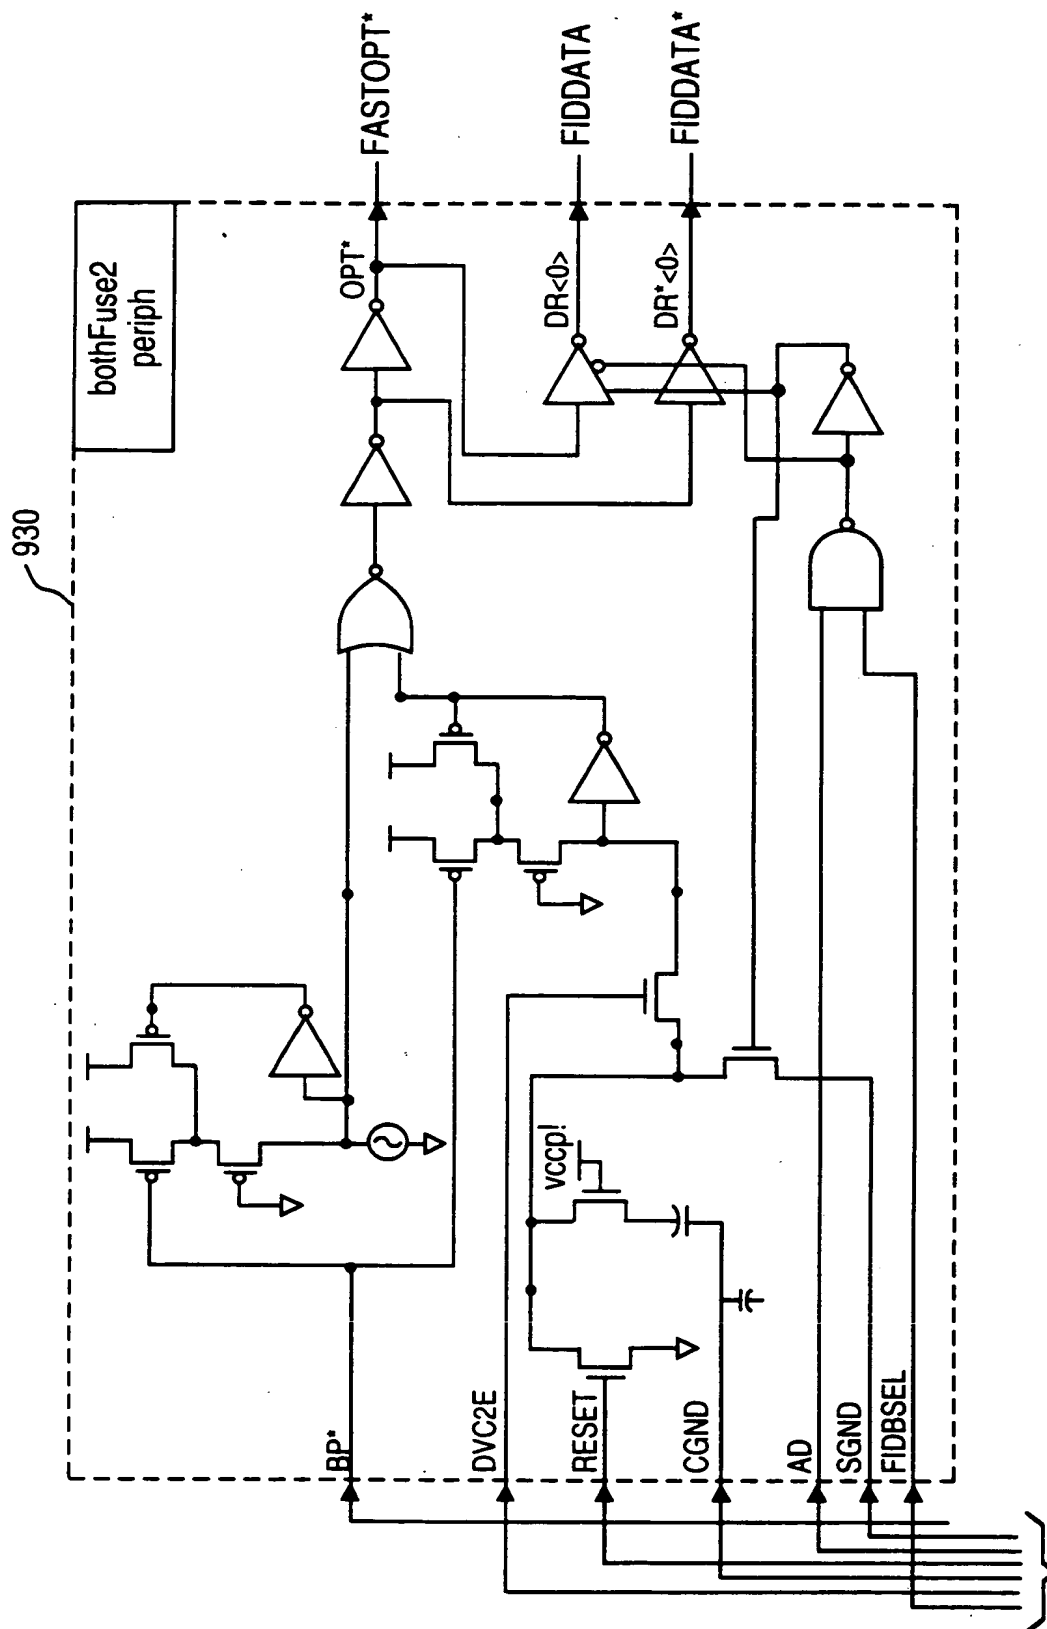 930
bothFuse2
periph
FASTOPT*
OPT*
FIDDATA
DR<0>
FIDDATA*
DR*<0>
vccp!
BP*
DVC2E
RESET
CGND
AD
SGND
FIDBSEL